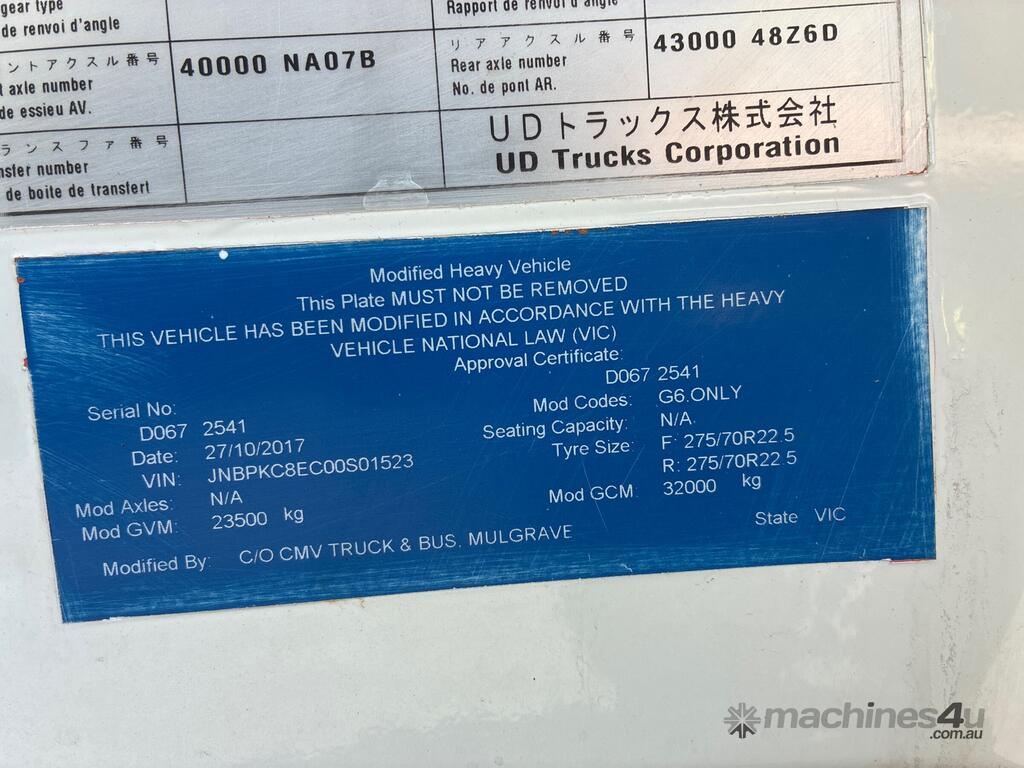 gear type
de renvoi d'angle
Rapport de renvoi d'angle
ントアクスル番号
axle number
de essieu AV.
40000 NA07B
リアアクスル番号
Rear axle number
No. de pont AR.
43000 48Z6D
ランスファ番号
nsfer number
de boite de transfert
UDトラックス株式会社
UD Trucks Corporation
Modified Heavy Vehicle
This Plate MUST NOT BE REMOVED
THIS VEHICLE HAS BEEN MODIFIED IN ACCORDANCE WITH THE HEAVY
VEHICLE NATIONAL LAW (VIC)
Approval Certificate:
D067 2541
Serial No:
D067 2541
Date: 27/10/2017
VIN: JNBPKC8EC00S01523
Mod Axles: N/A
Mod GVM: 23500 kg
Mod Codes: G6.ONLY
Seating Capacity: N/A.
Tyre Size: F: 275/70R22.5
R: 275/70R22.5
Mod GCM: 32000 kg
Modified By: C/O CMV TRUCK & BUS, MULGRAVE
State VIC
machines4u
.com.au